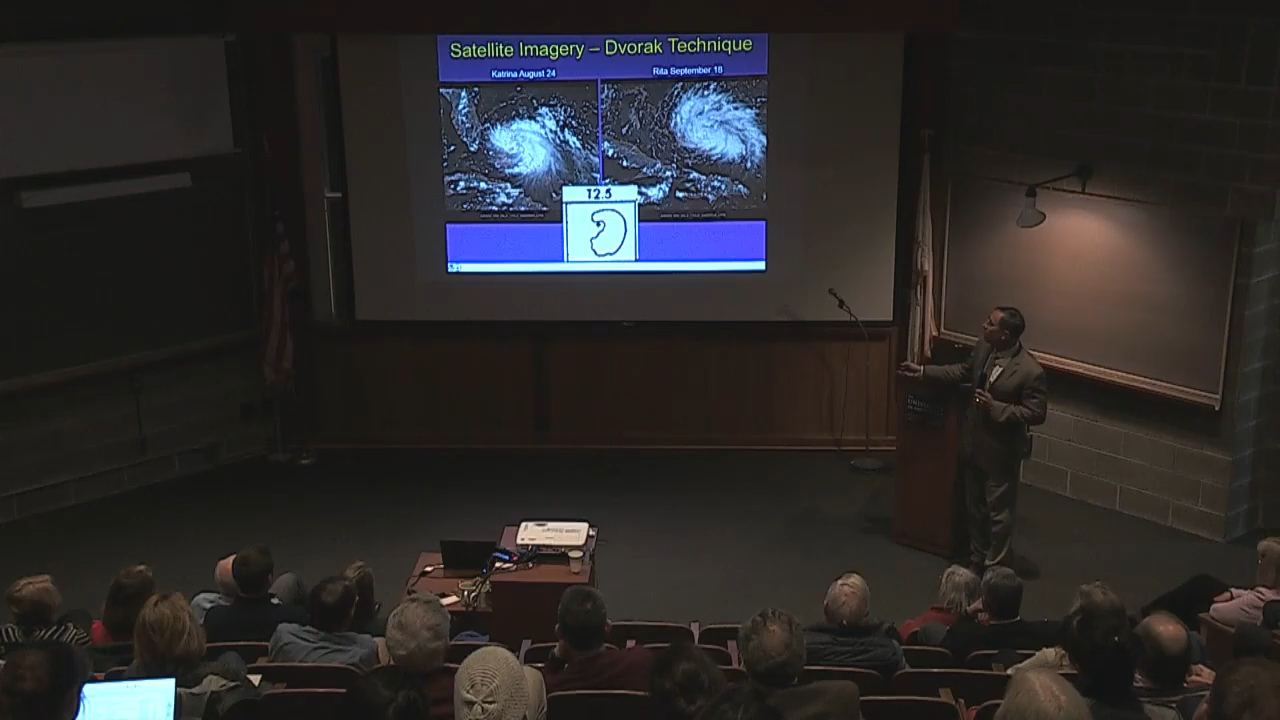 Satellite Imagery – Dvorak Technique
Katrina August 24
Rita September 18
T2.5